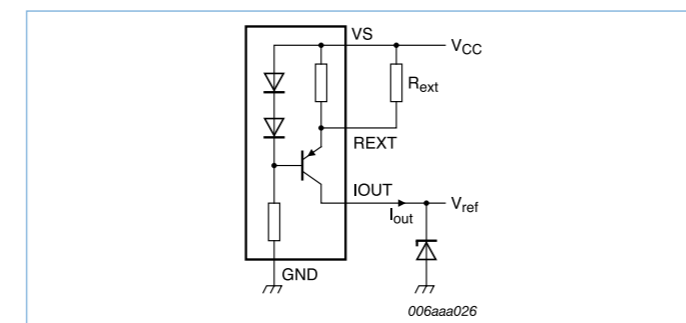 VS
VCC
Rext
REXT
IOUT
Iout
Vref
GND
006aaa026